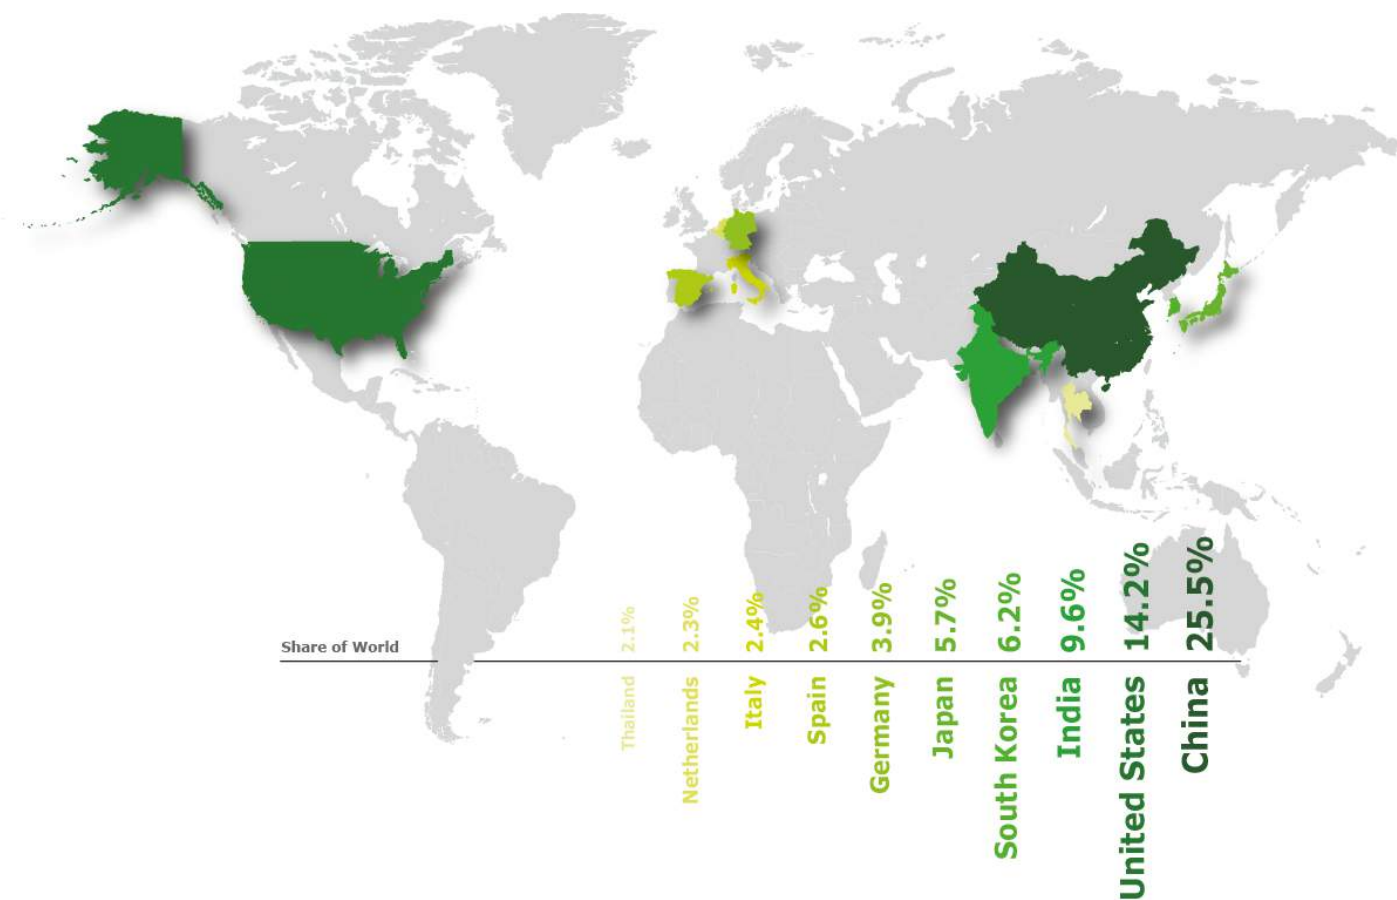 Share of World
2.1%
2.3%
2.4%
2.6%
3.9%
5.7%
6.2%
9.6%
14.2%
25.5%
Thailand
Netherlands
Italy
Spain
Germany
Japan
South Korea
India
United States
China